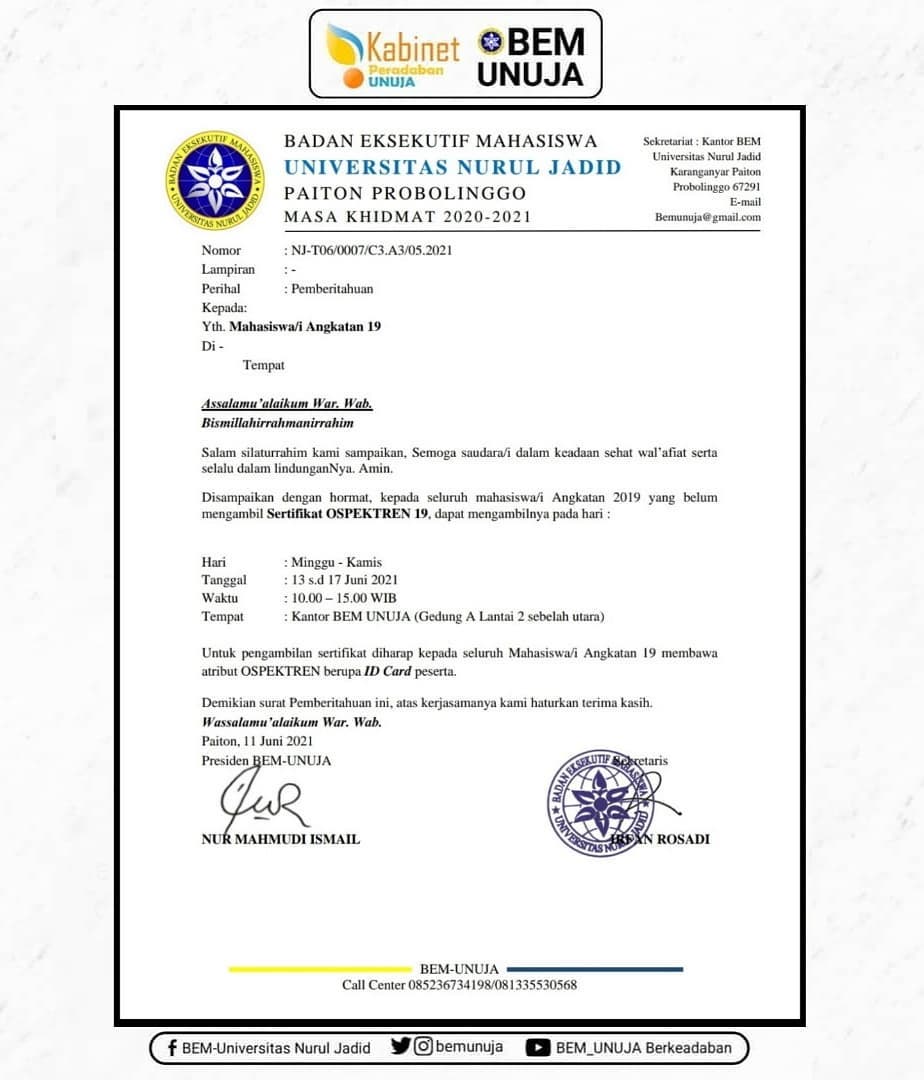 Kabinet
Peradaban
UNUJA
BEM
UNUJA
BADAN EKSEKUTIF MAHASISWA
UNIVERSITAS NURUL JADID
BADAN EKSEKUTIF MAHASISWA
UNIVERSITAS NURUL JADID
PAITON PROBOLINGGO
MASA KHIDMAT 2020-2021
Sekretariat : Kantor BEM
Universitas Nurul Jadid
Karanganyar Paiton
Probolinggo 67291
E-mail
Bemunuja@gmail.com
Nomor : NJ-T06/0007/C3.A3/05.2021
Lampiran : -
Perihal : Pemberitahuan
Kepada:
Yth. Mahasiswa/i Angkatan 19
Di -
Tempat
Assalamu’alaikum War. Wab.
Bismillahirrahmanirrahim
Salam silaturrahim kami sampaikan, Semoga saudara/i dalam keadaan sehat wal’afiat serta
selalu dalam lindunganNya. Amin.
Disampaikan dengan hormat, kepada seluruh mahasiswa/i Angkatan 2019 yang belum
mengambil Sertifikat OSPEKTREN 19, dapat mengambilnya pada hari :
Hari : Minggu - Kamis
Tanggal : 13 s.d 17 Juni 2021
Waktu : 10.00 – 15.00 WIB
Tempat : Kantor BEM UNUJA (Gedung A Lantai 2 sebelah utara)
Untuk pengambilan sertifikat diharap kepada seluruh Mahasiswa/i Angkatan 19 membawa
atribut OSPEKTREN berupa ID Card peserta.
Demikian surat Pemberitahuan ini, atas kerjasamanya kami haturkan terima kasih.
Wassalamu’alaikum War. Wab.
Paiton, 11 Juni 2021
Presiden BEM-UNUJA
Sekretaris
BADAN EKSEKUTIF MAHASISWA
UNIVERSITAS NURUL JADID
NUR MAHMUDI ISMAIL
IRFAN ROSADI
BEM-UNUJA
Call Center 085236734198/081335530568
BEM-Universitas Nurul Jadid bemunuja BEM_UNUJA Berkeadaban